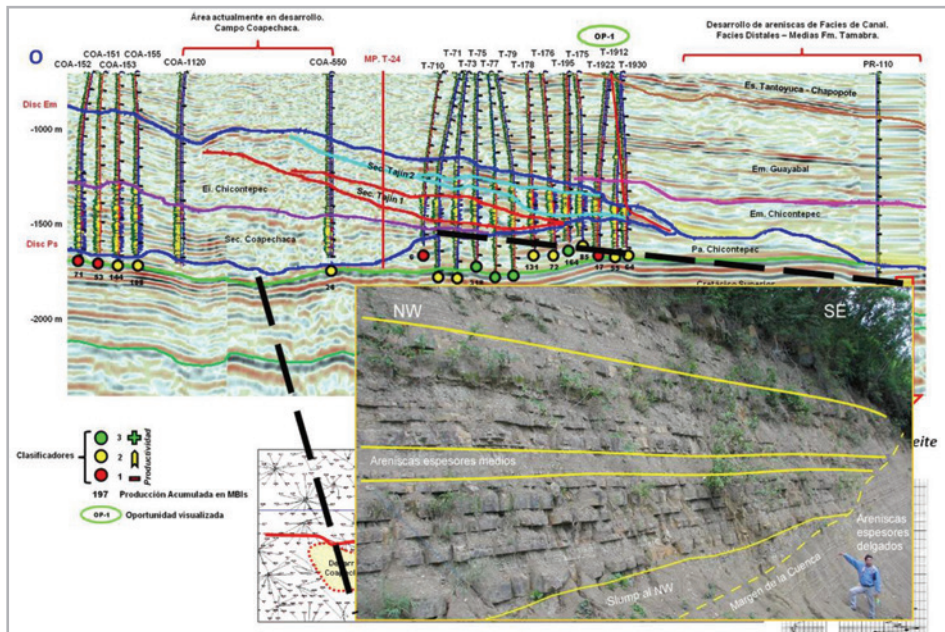 Área actualmente en desarrollo.
Campo Coapechaca.
OP-1
Desarrollo de areniscas de Facies de Canal.
Facies Distales – Medias Fm. Tamabra.
O
COA-152
COA-151
COA-153
COA-155
COA-1120
COA-550
MP. T-24
T-710
T-71
T-73
T-75
T-77
T-79
T-178
T-176
T-195
T-175
T-1922
T-1912
T-1930
PR-110
Disc Em
-1000 m
-1500 m
Disc Ps
-2000 m
Es. Tantoyuca - Chapopote
Em. Guayabal
Em. Chicontepec
Pa. Chicontepec
Ei. Chicontepec
Sec. Tajín 2
Sec. Tajín 1
Sec. Coapechaca
71
53
144
34
6
131
72
164
17
64
Clasificadores
3
2
1
Productividad
197 Producción Acumulada en MBls
OP-1 Oportunidad visualizada
NW
SE
Areniscas espesores medios
Areniscas
espesores
delgados
Slump al NW
Margen de la Cuenca